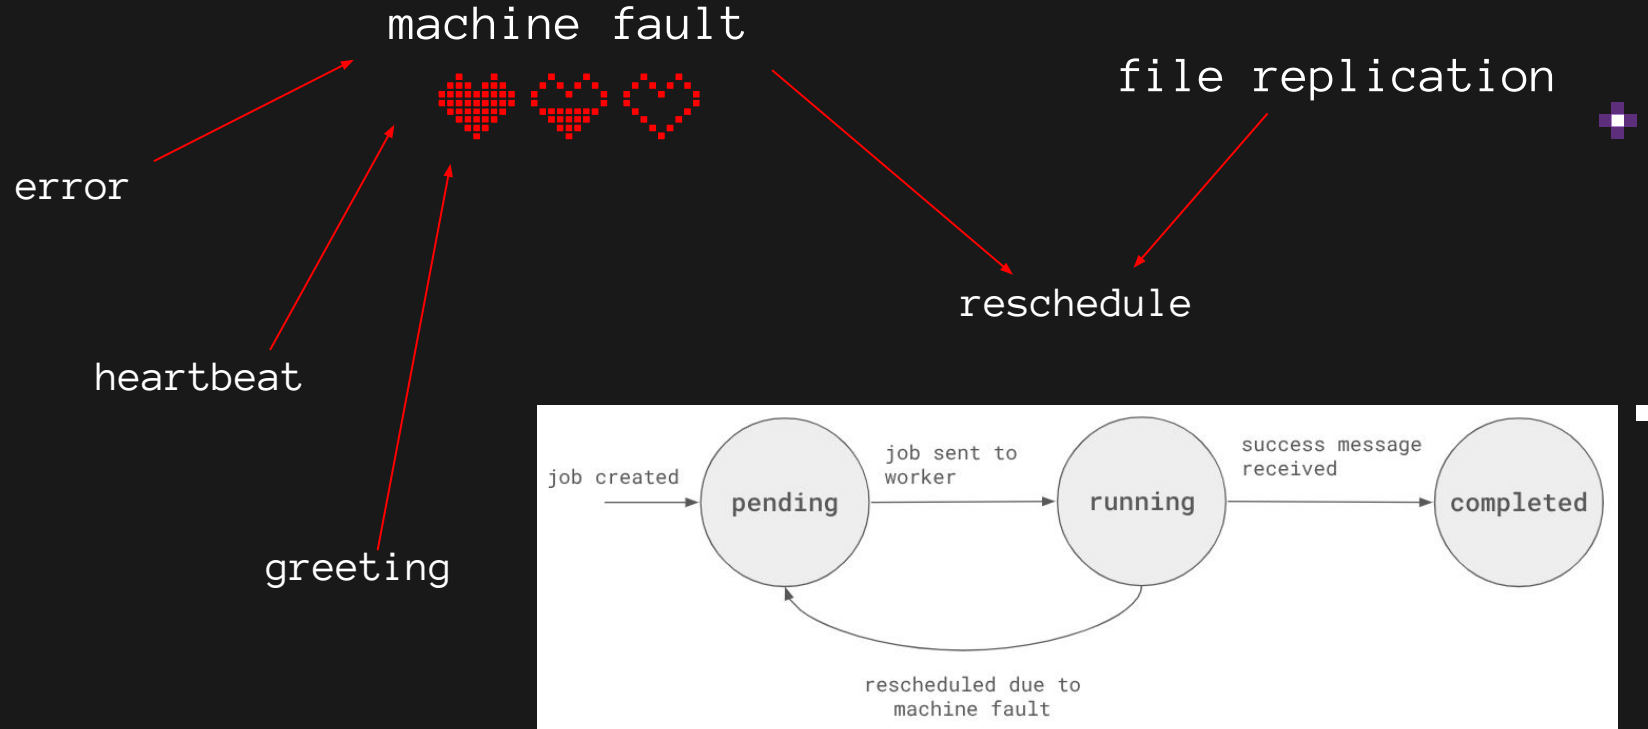 machine fault
file replication
error
reschedule
heartbeat
greeting
job created
pending
job sent to
worker
running
success message
received
completed
rescheduled due to
machine fault